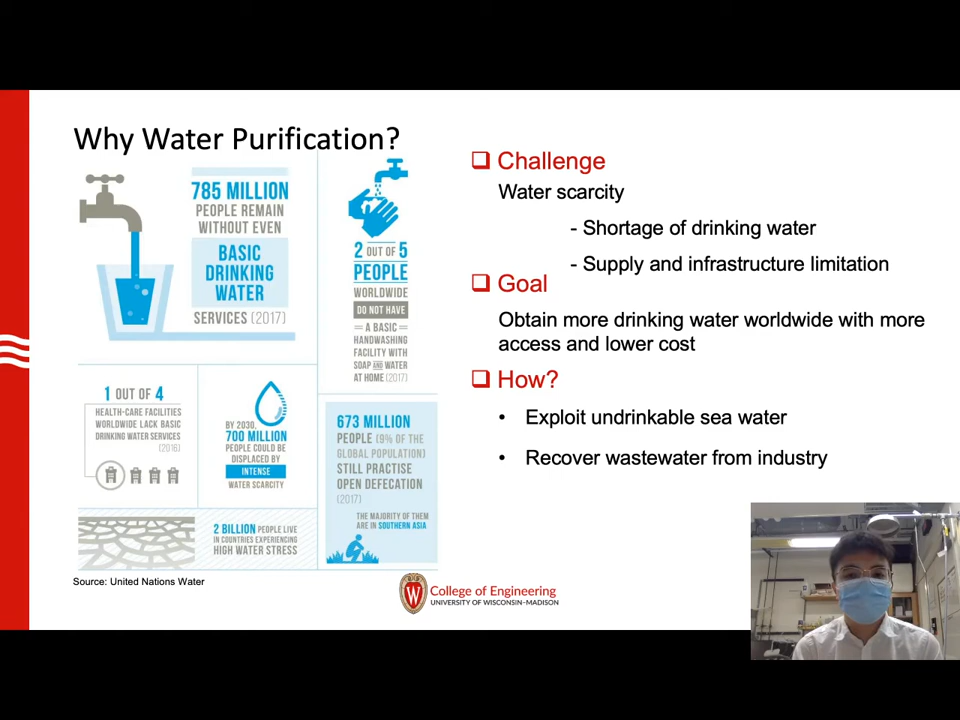 Why Water Purification?
785 MILLION
PEOPLE REMAIN
WITHOUT EVEN
BASIC
DRINKING
WATER
SERVICES (2017)
2 OUT OF 5
PEOPLE
WORLDWIDE
DO NOT HAVE
A BASIC
HANDWASHING
FACILITY WITH
SOAP AND WATER
AT HOME (2017)
1 OUT OF 4
HEALTH-CARE FACILITIES
WORLDWIDE LACK BASIC
DRINKING WATER SERVICES
(2016)
BY 2030,
700 MILLION
PEOPLE COULD BE
DISPLACED BY
INTENSE
WATER SCARCITY
673 MILLION
PEOPLE (9% OF THE
GLOBAL POPULATION)
STILL PRACTISE
OPEN DEFECATION
(2017)
THE MAJORITY OF THEM
ARE IN SOUTHERN ASIA
2 BILLION PEOPLE LIVE
IN COUNTRIES EXPERIENCING
HIGH WATER STRESS
Source: United Nations Water
Challenge
Water scarcity
- Shortage of drinking water
- Supply and infrastructure limitation
Goal
Obtain more drinking water worldwide with more
access and lower cost
How?
• Exploit undrinkable sea water
• Recover wastewater from industry
W
College of Engineering
UNIVERSITY OF WISCONSIN-MADISON